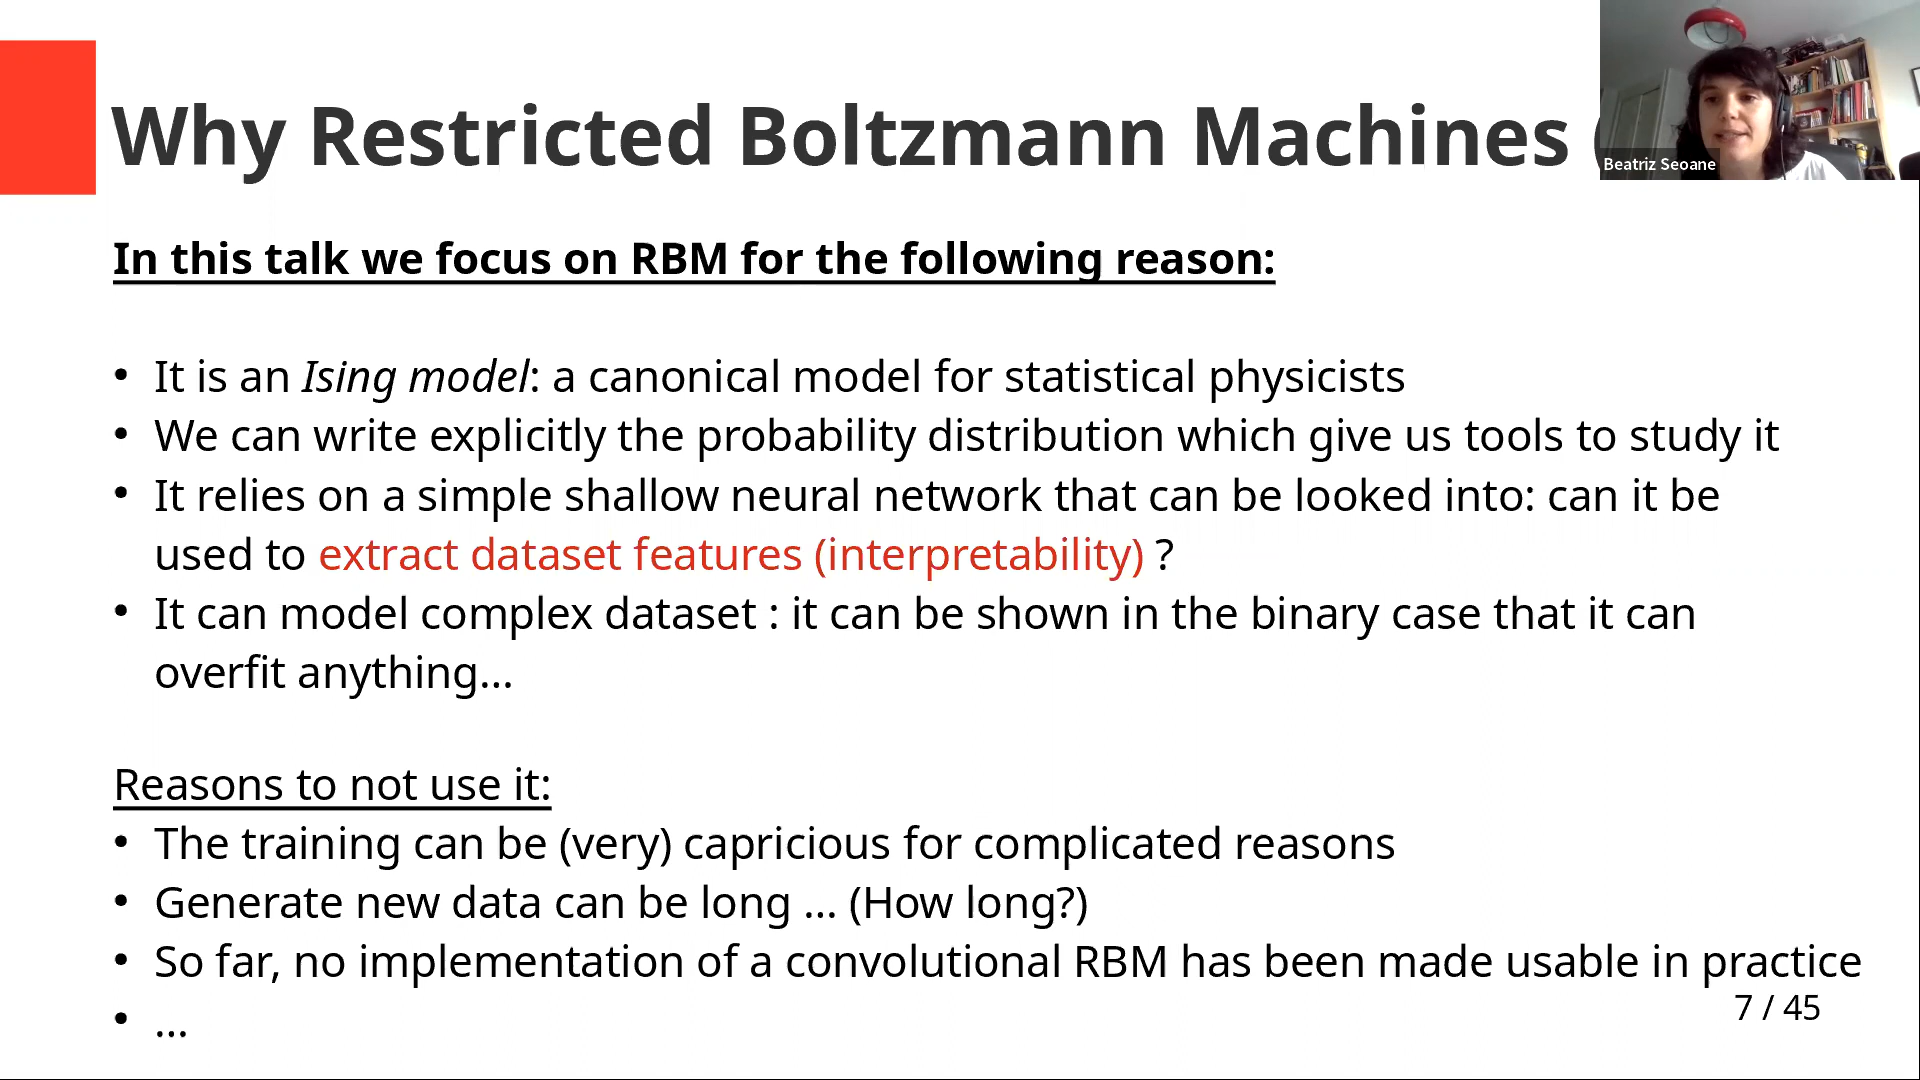 Why Restricted Boltzmann Machines (
Beatriz Seoane
In this talk we focus on RBM for the following reason:
• It is an Ising model: a canonical model for statistical physicists
• We can write explicitly the probability distribution which give us tools to study it
• It relies on a simple shallow neural network that can be looked into: can it be
used to extract dataset features (interpretability) ?
• It can model complex dataset : it can be shown in the binary case that it can
overfit anything...
Reasons to not use it:
• The training can be (very) capricious for complicated reasons
• Generate new data can be long ... (How long?)
• So far, no implementation of a convolutional RBM has been made usable in practice
• ...
7 / 45